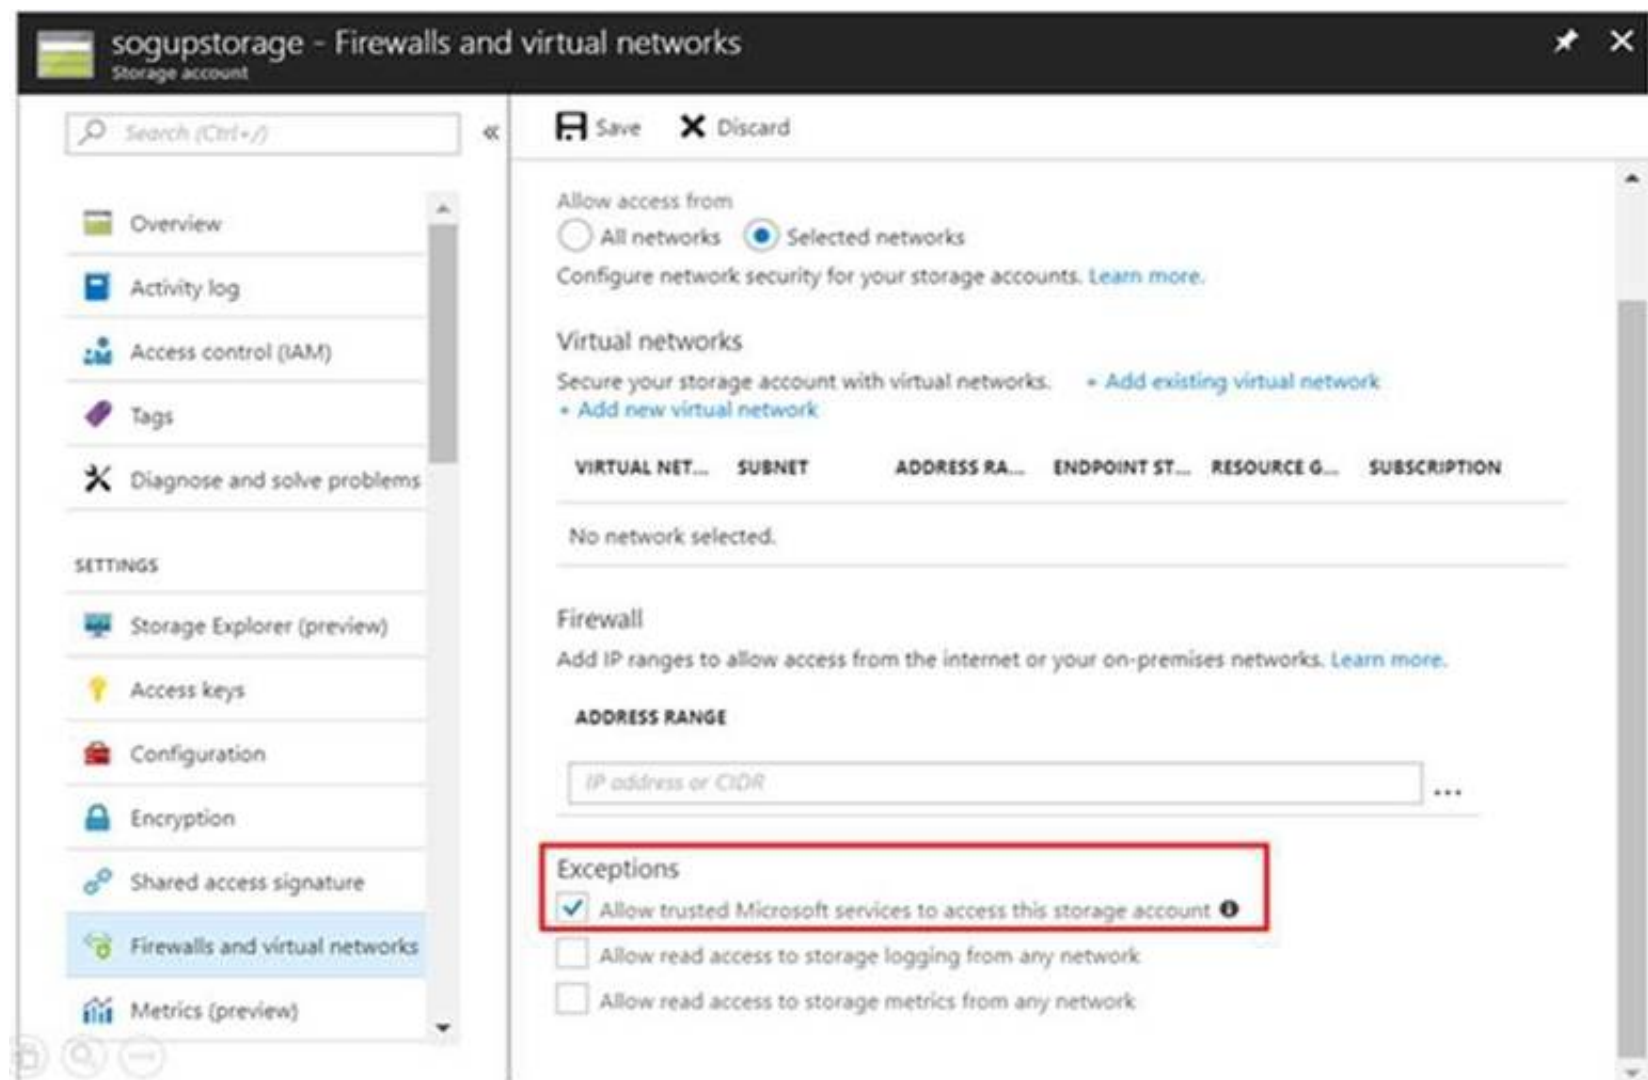 sogupstorage - Firewalls and virtual networks
Storage account
Search (Ctrl+/)
«
Overview
Activity log
Access control (IAM)
Tags
Diagnose and solve problems
SETTINGS
Storage Explorer (preview)
Access keys
Configuration
Encryption
Shared access signature
Firewalls and virtual networks
Metrics (preview)
Save Discard
Allow access from
All networks Selected networks
Configure network security for your storage accounts. Learn more.
Virtual networks
Secure your storage account with virtual networks. + Add existing virtual network
+ Add new virtual network
VIRTUAL NET... SUBNET ADDRESS RA... ENDPOINT ST... RESOURCE G... SUBSCRIPTION
No network selected.
Firewall
Add IP ranges to allow access from the internet or your on-premises networks. Learn more.
ADDRESS RANGE
IP address or CIDR
...
Exceptions
Allow trusted Microsoft services to access this storage account
Allow read access to storage logging from any network
Allow read access to storage metrics from any network